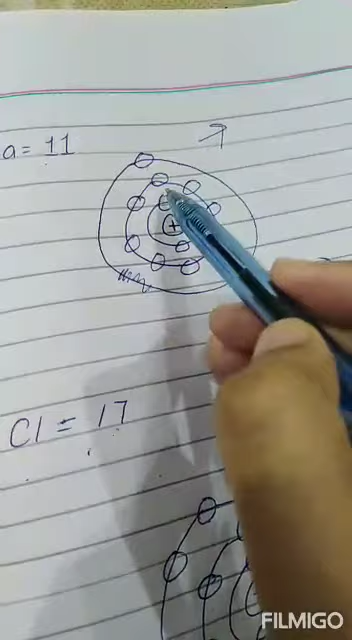 a = 11
+
Cl = 17
FILMIGO